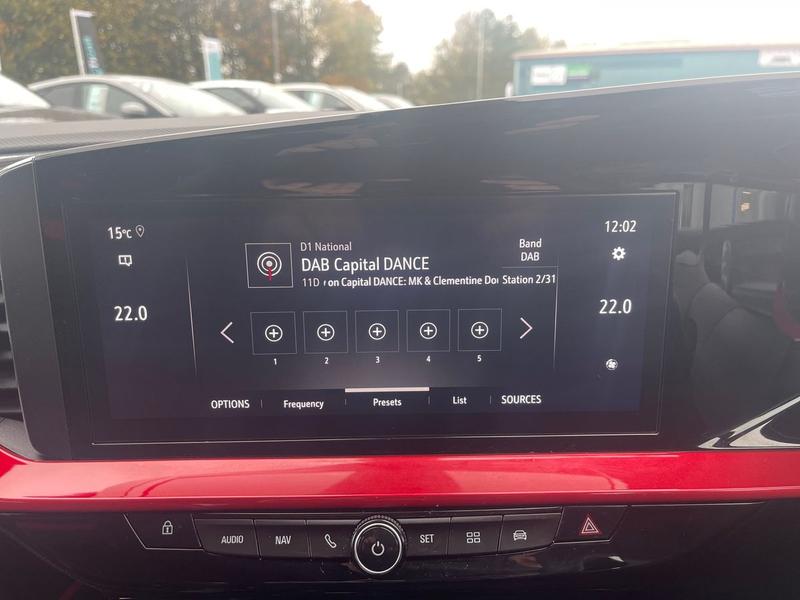 15°C
12:02
D1 National
Band
DAB
DAB Capital DANCE
11D
on Capital DANCE: MK & Clementine Dou
Station 2/31
22.0
22.0
1 2 3 4 5
OPTIONS Frequency Presets List SOURCES
AUDIO NAV SET